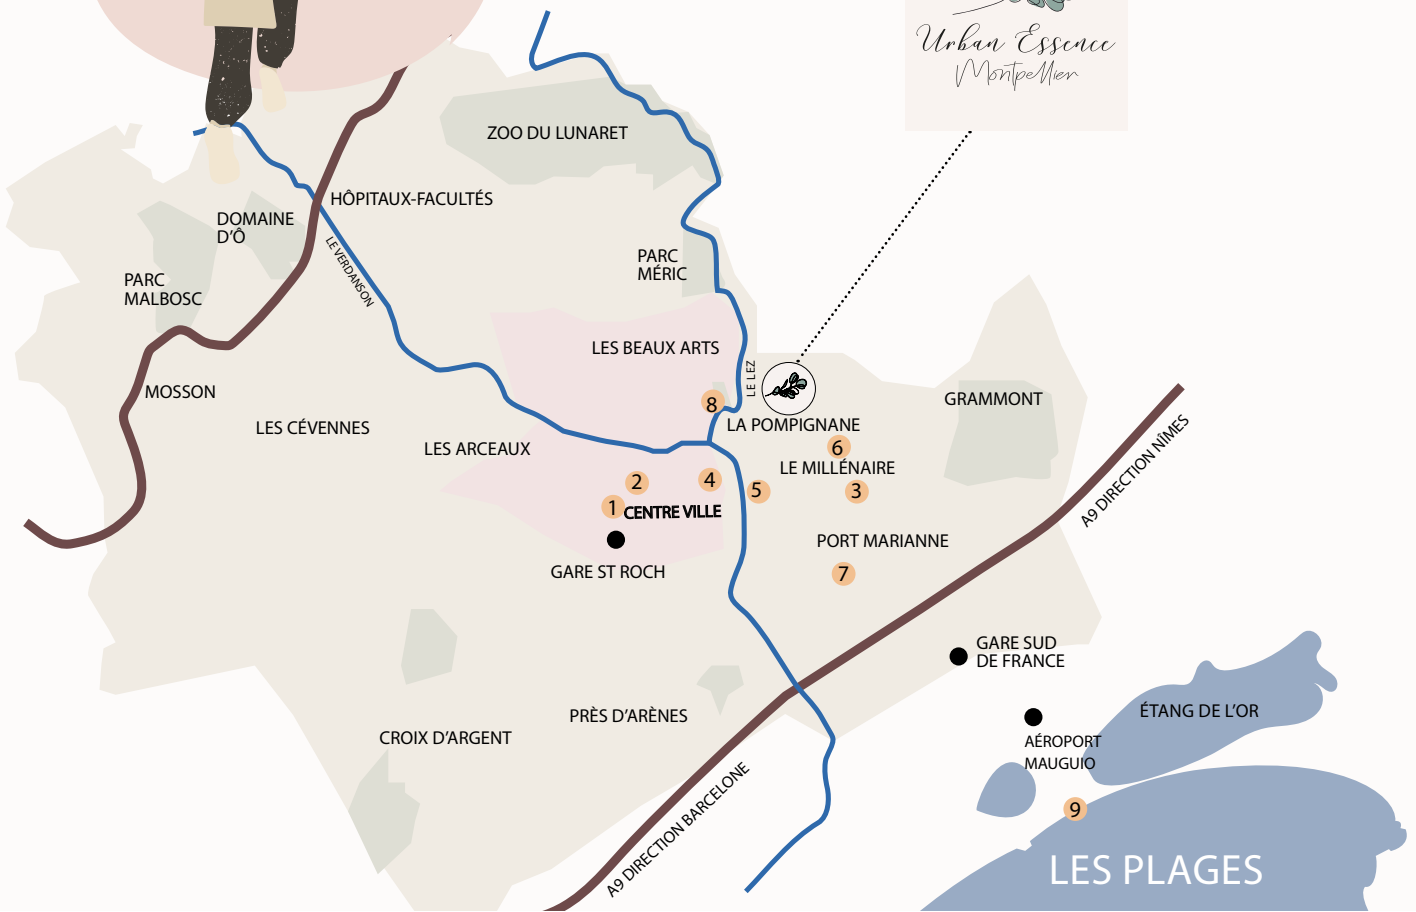 Urban Essence
Montpellier
ZOO DU LUNARET
HÔPITAUX-FACULTÉS
DOMAINE
D'Ô
LE VERDANSON
PARC
MÉRIC
PARC
MALBOSC
LES BEAUX ARTS
LE LEZ
MOSSON
GRAMMONT
8
LES CÉVENNES
LA POMPIGNANE
A9 DIRECTION NÎMES
LES ARCEAUX
6
LE MILLÉNAIRE
2
4
5
3
1
CENTRE VILLE
PORT MARIANNE
GARE ST ROCH
7
GARE SUD
DE FRANCE
ÉTANG DE L'OR
PRÈS D'ARÈNES
CROIX D'ARGENT
AÉROPORT
MAUGUIO
A9 DIRECTION BARCELONE
9
LES PLAGES